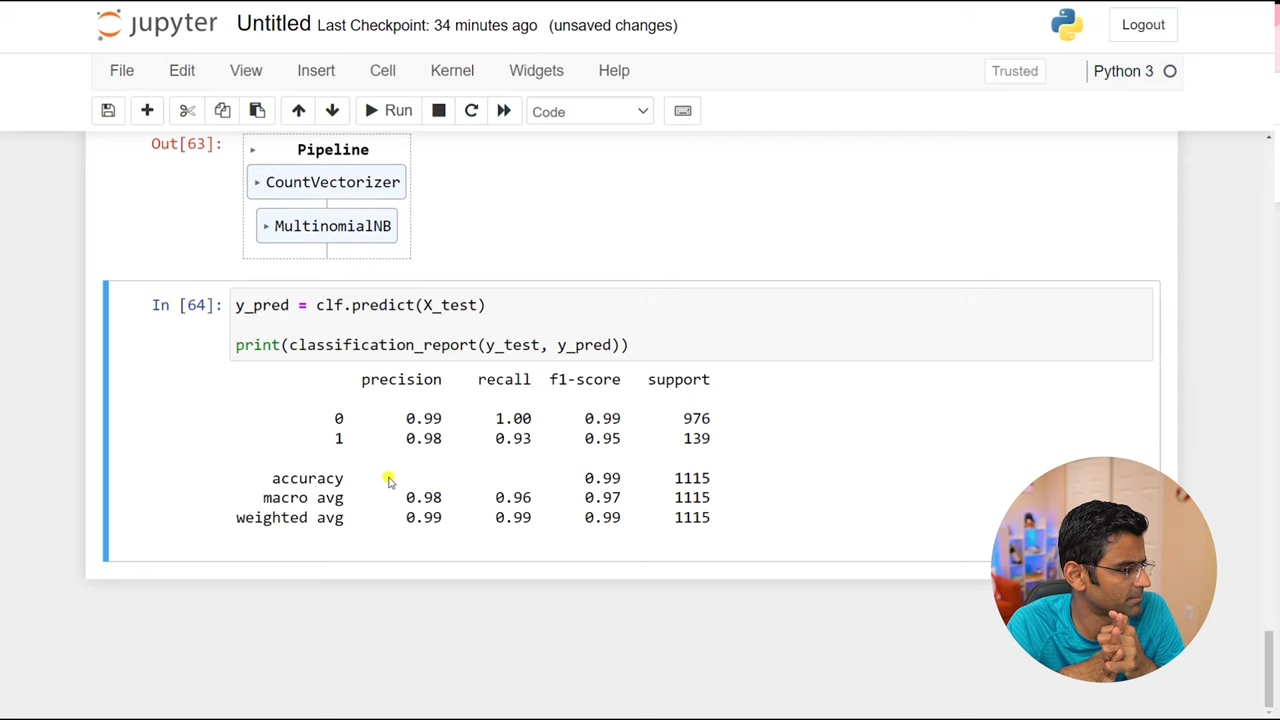 jupyter Untitled Last Checkpoint: 34 minutes ago (unsaved changes) Logout
File Edit View Insert Cell Kernel Widgets Help Trusted Python 3
Run Code
Out[63]: Pipeline
CountVectorizer
MultinomialNB
In [64]: y_pred = clf.predict(X_test)
print(classification_report(y_test, y_pred))
precision recall f1-score support
0 0.99 1.00 0.99 976
1 0.98 0.93 0.95 139
accuracy 0.99 1115
macro avg 0.98 0.96 0.97 1115
weighted avg 0.99 0.99 0.99 1115